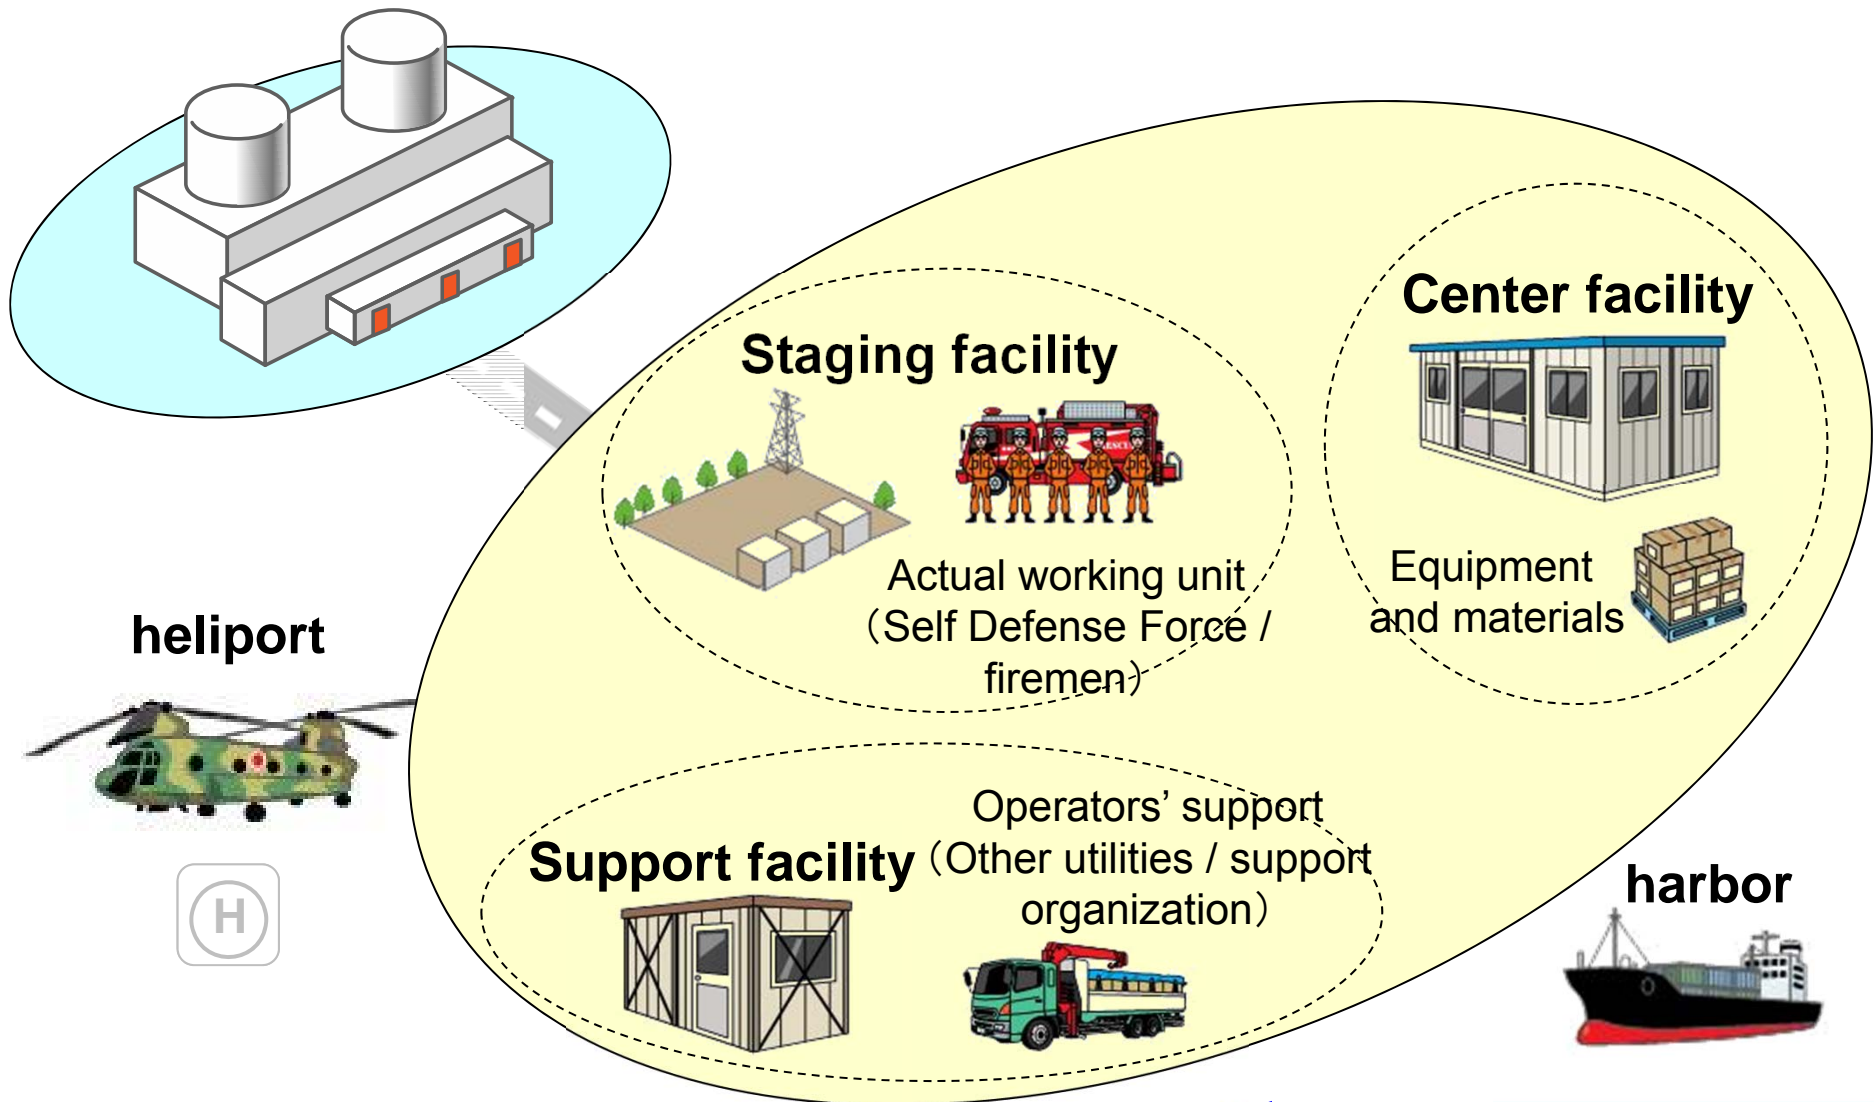 Center facility
Staging facility
Equipment
and materials
Actual working unit
（Self Defense Force /
firemen）
heliport
H
Operators’ support
Support facility（Other utilities / support
organization）
harbor